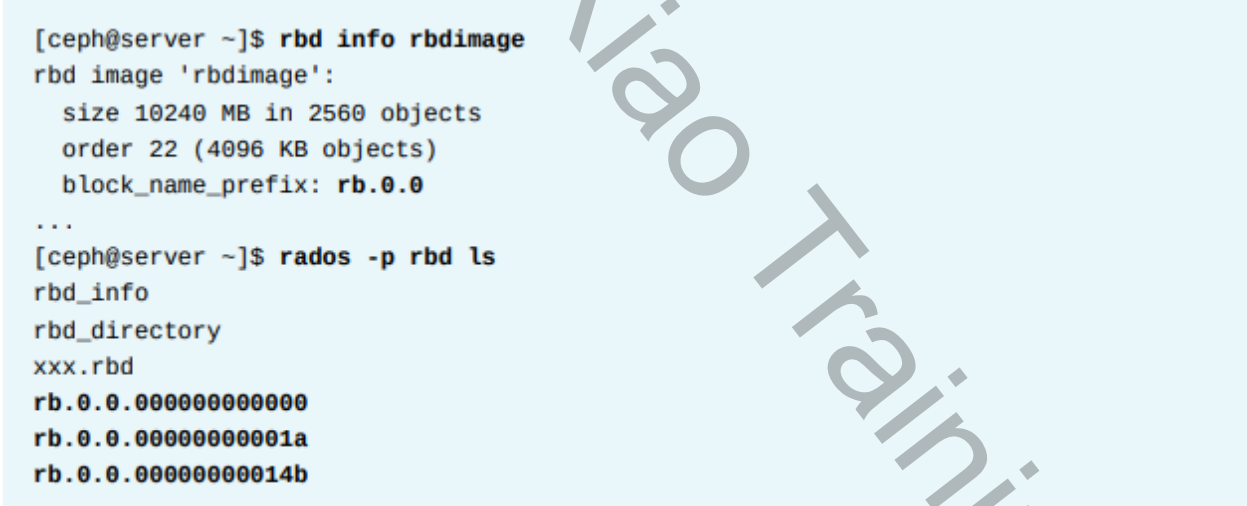 [ceph@server ~]$ rbd info rbdimage
rbd image 'rbdimage':
  size 10240 MB in 2560 objects
  order 22 (4096 KB objects)
  block_name_prefix: rb.0.0
...
[ceph@server ~]$ rados -p rbd ls
rbd_info
rbd_directory
xxx.rbd
rb.0.0.000000000000
rb.0.0.00000000001a
rb.0.0.00000000014b
Xiao Traini